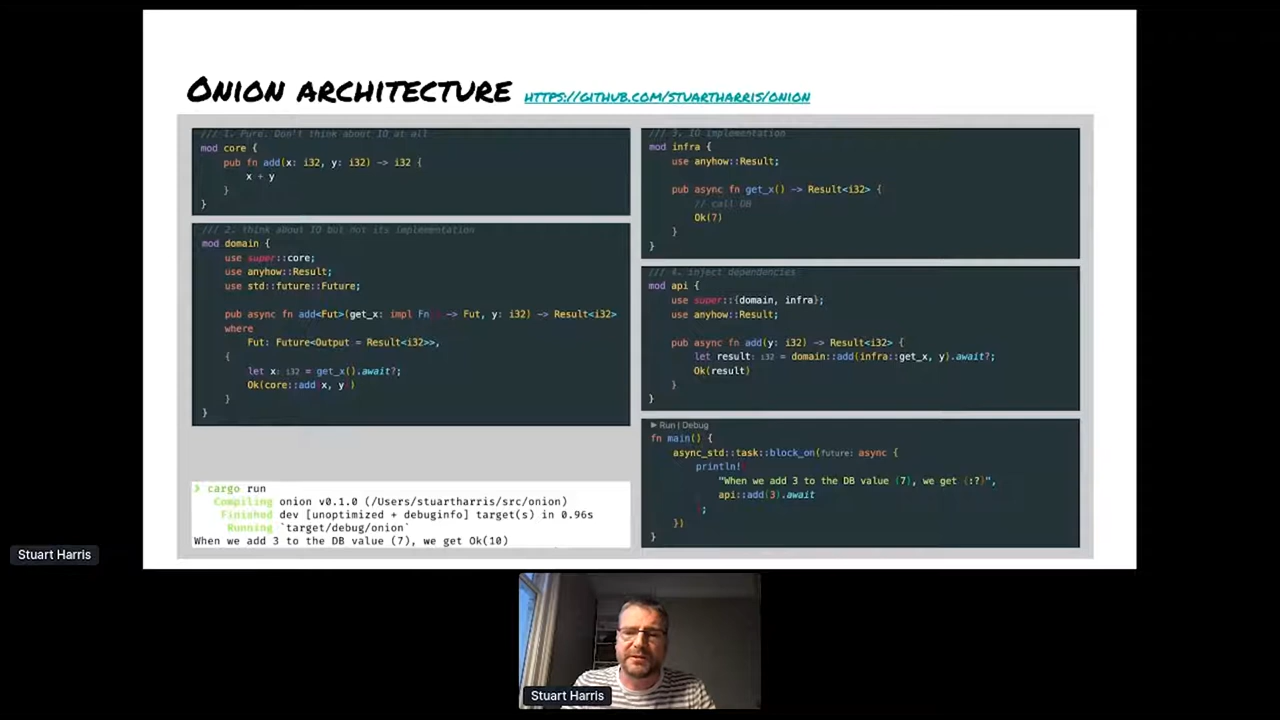 ONION ARCHITECTURE HTTPS://GITHUB.COM/STUARTHARRIS/ONION
/// 1. Pure. Don't think about IO at all
mod core {
pub fn add(x: i32, y: i32) -> i32 {
x + y
}
}
/// 2. think about IO but not its implementation
mod domain {
use super::core;
use anyhow::Result;
use std::future::Future;
pub async fn add<Fut>(get_x: impl Fn -> Fut, y: i32) -> Result<i32>
where
Fut: Future<Output = Result<i32>>,
{
let x: i32 = get_x().await?;
Ok(core::add x, y )
}
}
> cargo run
Compiling onion v0.1.0 (/Users/stuartharris/src/onion)
Finished dev [unoptimized + debuginfo] target(s) in 0.96s
Running `target/debug/onion`
When we add 3 to the DB value (7), we get Ok(10)
/// 3. IO implementation
mod infra {
use anyhow::Result;
pub async fn get_x() -> Result<i32> {
// call DB
Ok(7)
}
}
/// 4. inject dependencies
mod api {
use super::{domain, infra};
use anyhow::Result;
pub async fn add(y: i32) -> Result<i32> {
let result: i32 = domain::add(infra::get_x, y).await?;
Ok(result)
}
}
▶ Run | Debug
fn main() {
async_std::task::block_on(future: async {
println!
"When we add 3 to the DB value (7), we get {:?}",
api::add(3).await
;
})
}
Stuart Harris
Stuart Harris